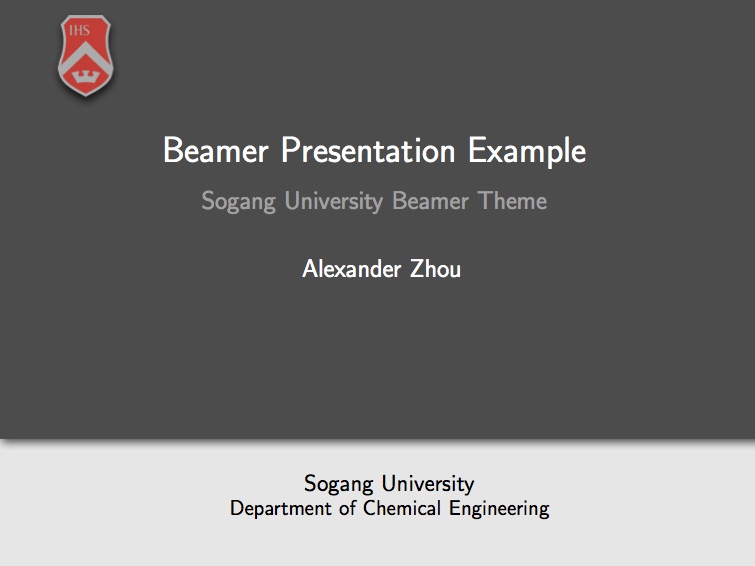 IHS
Beamer Presentation Example
Sogang University Beamer Theme
Alexander Zhou
Sogang University
Department of Chemical Engineering